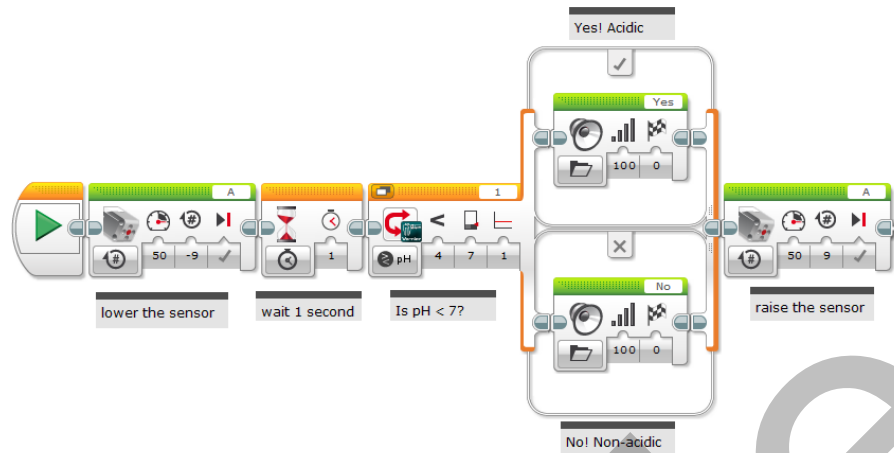 Yes! Acidic
Yes
100 0
A
50 -9
1
1
Vernier
<
pH
4 7 1
A
50 9
lower the sensor
wait 1 second
Is pH < 7?
raise the sensor
No
100 0
No! Non-acidic